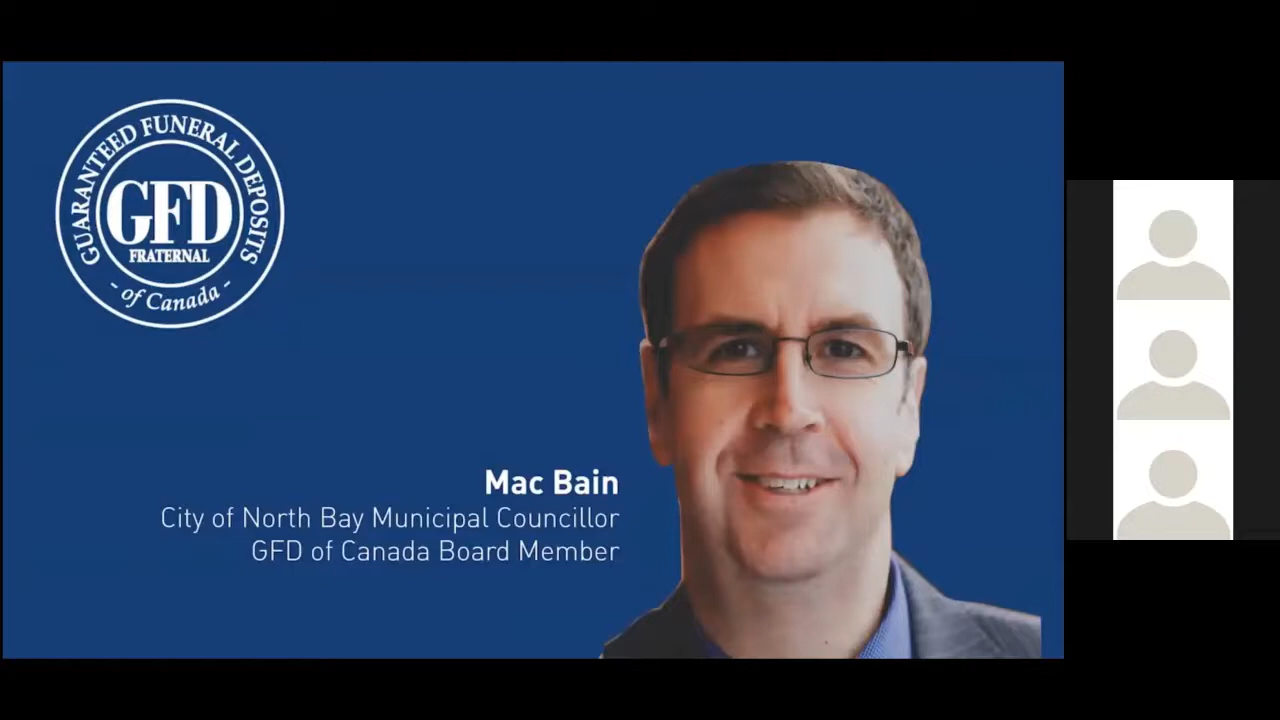 GUARANTEED FUNERAL DEPOSITS
GFD
FRATERNAL
- of Canada -
Mac Bain
City of North Bay Municipal Councillor
GFD of Canada Board Member